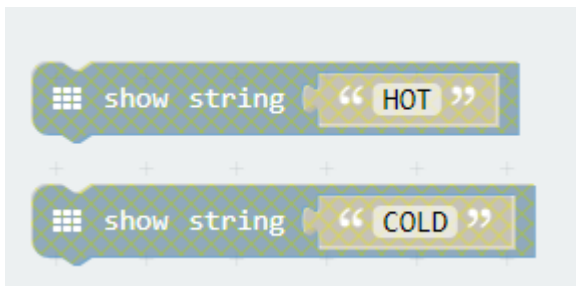 show string “ HOT ”
show string “ COLD ”